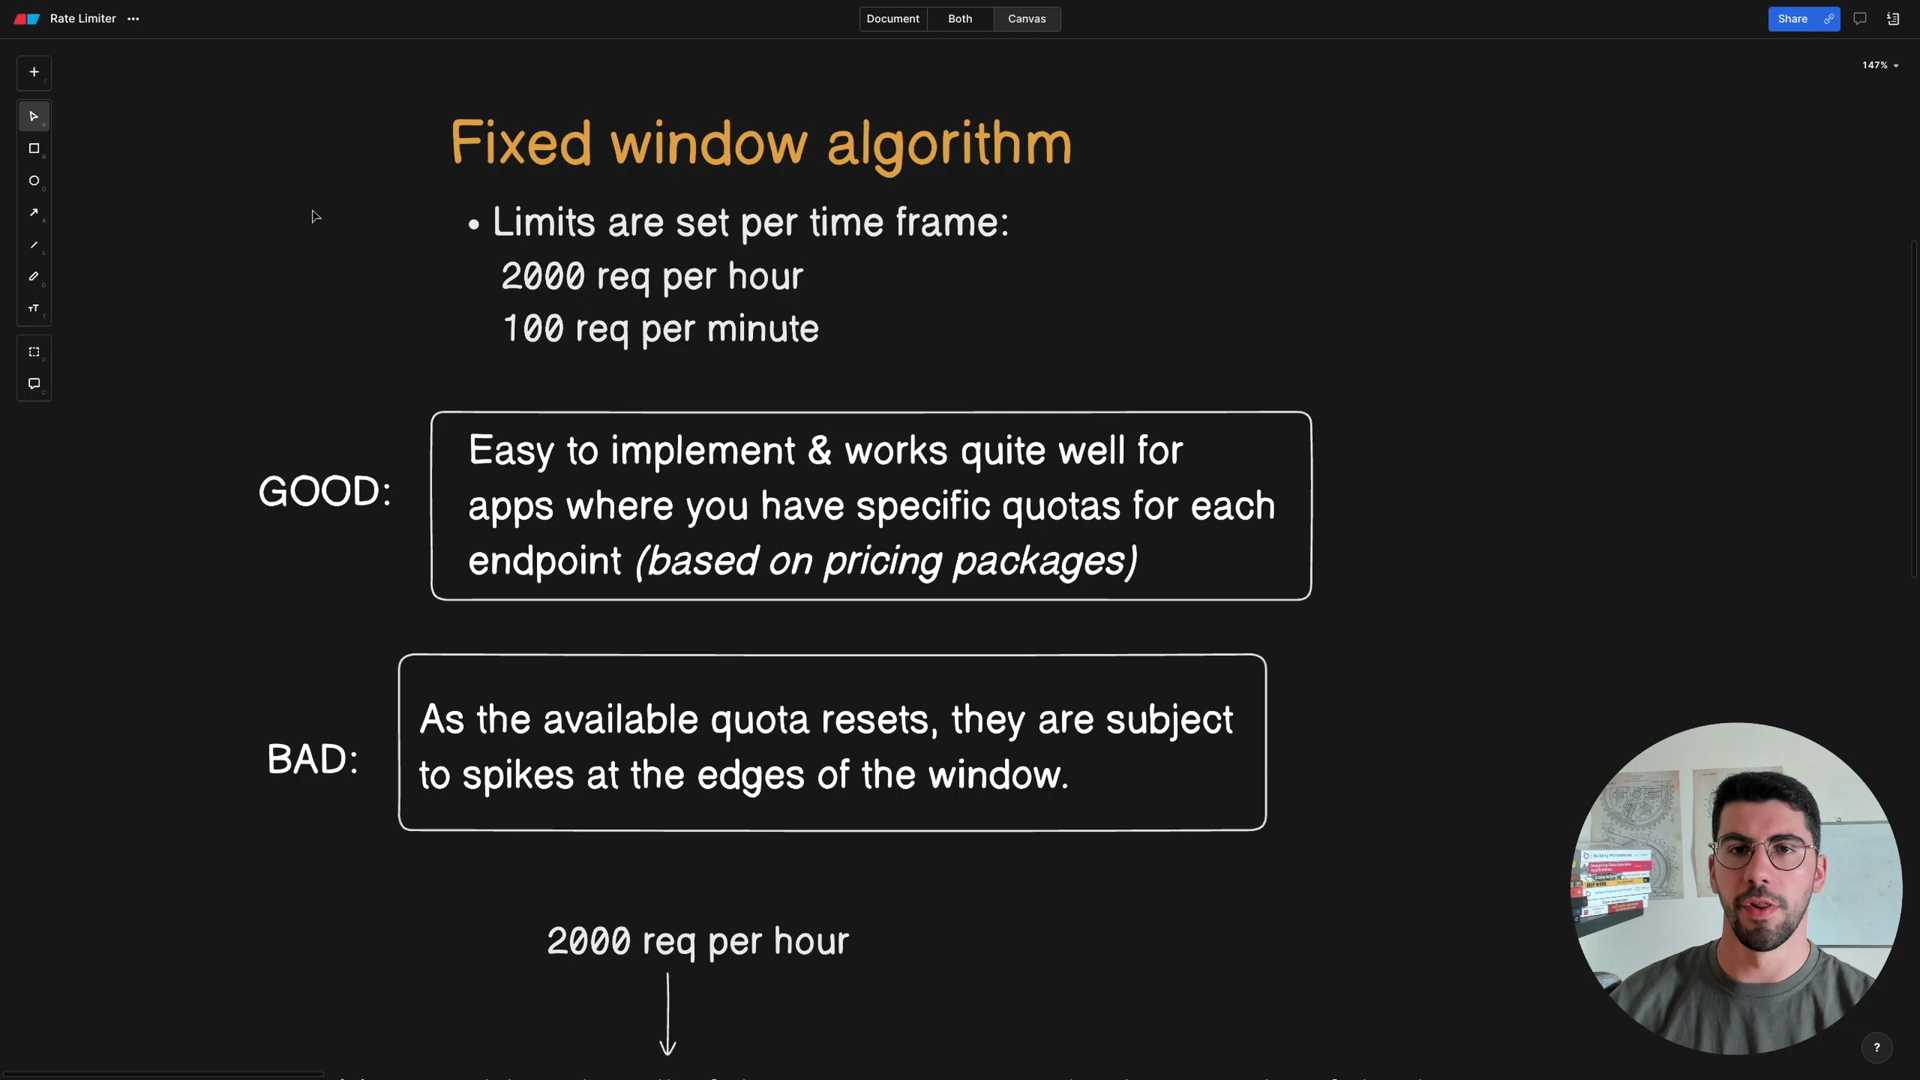 Rate Limiter
Document Both Canvas
Share
147%
Fixed window algorithm
• Limits are set per time frame:
2000 req per hour
100 req per minute
GOOD:
Easy to implement & works quite well for
apps where you have specific quotas for each
endpoint (based on pricing packages)
BAD:
As the available quota resets, they are subject
to spikes at the edges of the window.
2000 req per hour
?